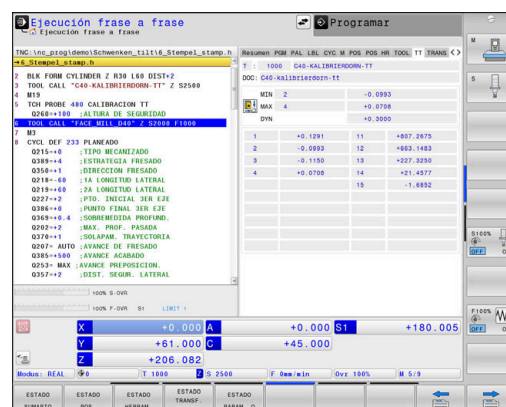 Ejecución frase a frase
Ejecución frase a frase
Programar
TNC:\nc_prog\demo\Schwenken_tilt\6_Stempel_stamp.h
→6_Stempel_stamp.h
2 BLK FORM CYLINDER Z R30 L60 DIST+2
3 TOOL CALL "C40-KALIBRIERDORN-TT" Z S2500
4 M19
5 TCH PROBE 480 CALIBRACION TT
Q260=+100 ;ALTURA DE SEGURIDAD
6 TOOL CALL "FACE_MILL_D40" Z S2000 F1000
7 M3
8 CYCL DEF 233 PLANEADO
Q215=+0 ;TIPO MECANIZADO
Q389=+4 ;ESTRATEGIA FRESADO
Q350=+1 ;DIRECCION FRESADO
Q218=-60 ;1A LONGITUD LATERAL
Q219=+60 ;2A LONGITUD LATERAL
Q227=+2 ;PTO. INICIAL 3ER EJE
Q386=+0 ;PUNTO FINAL 3ER EJE
Q369=+0.4 ;SOBREMEDIDA PROFUND.
Q202=+2 ;MAX. PROF. PASADA
Q370=+1 ;SOLAPAM. TRAYECTORIA
Q207= AUTO ;AVANCE DE FRESADO
Q385=+500 ;AVANCE ACABADO
Q253= MAX ;AVANCE PREPOSICION.
Q357=+2 ;DIST. SEGUR. LATERAL
Resumen PGM PAL LBL CYC M POS POS HR TOOL TT TRANS
T : 1000 C40-KALIBRIERDORN-TT
DOC: C40-kalibrierdorn-tt
MIN 2 -0.0993
MAX 4 +0.0708
DYN +0.3000
1 +0.1291 11 +807.2675
2 -0.0993 12 +663.1483
3 -0.1150 13 +227.3250
4 +0.0708 14 +21.4577
15 -1.6852
100% S-OVR
100% F-OVR S1 LIMIT 1
X +0.000 A +0.000 S1 +180.005
Y +61.000 C +45.000
Z +206.082
Modus: REAL 0 T 1000 Z S 2500 F 0mm/min Ovr 100% M 5/9
ESTADO SUMARIO
ESTADO POS.
ESTADO HERRAM.
ESTADO TRANSF.
ESTADO PARAM. Q
M
S
S100%
OFF
F100%
OFF